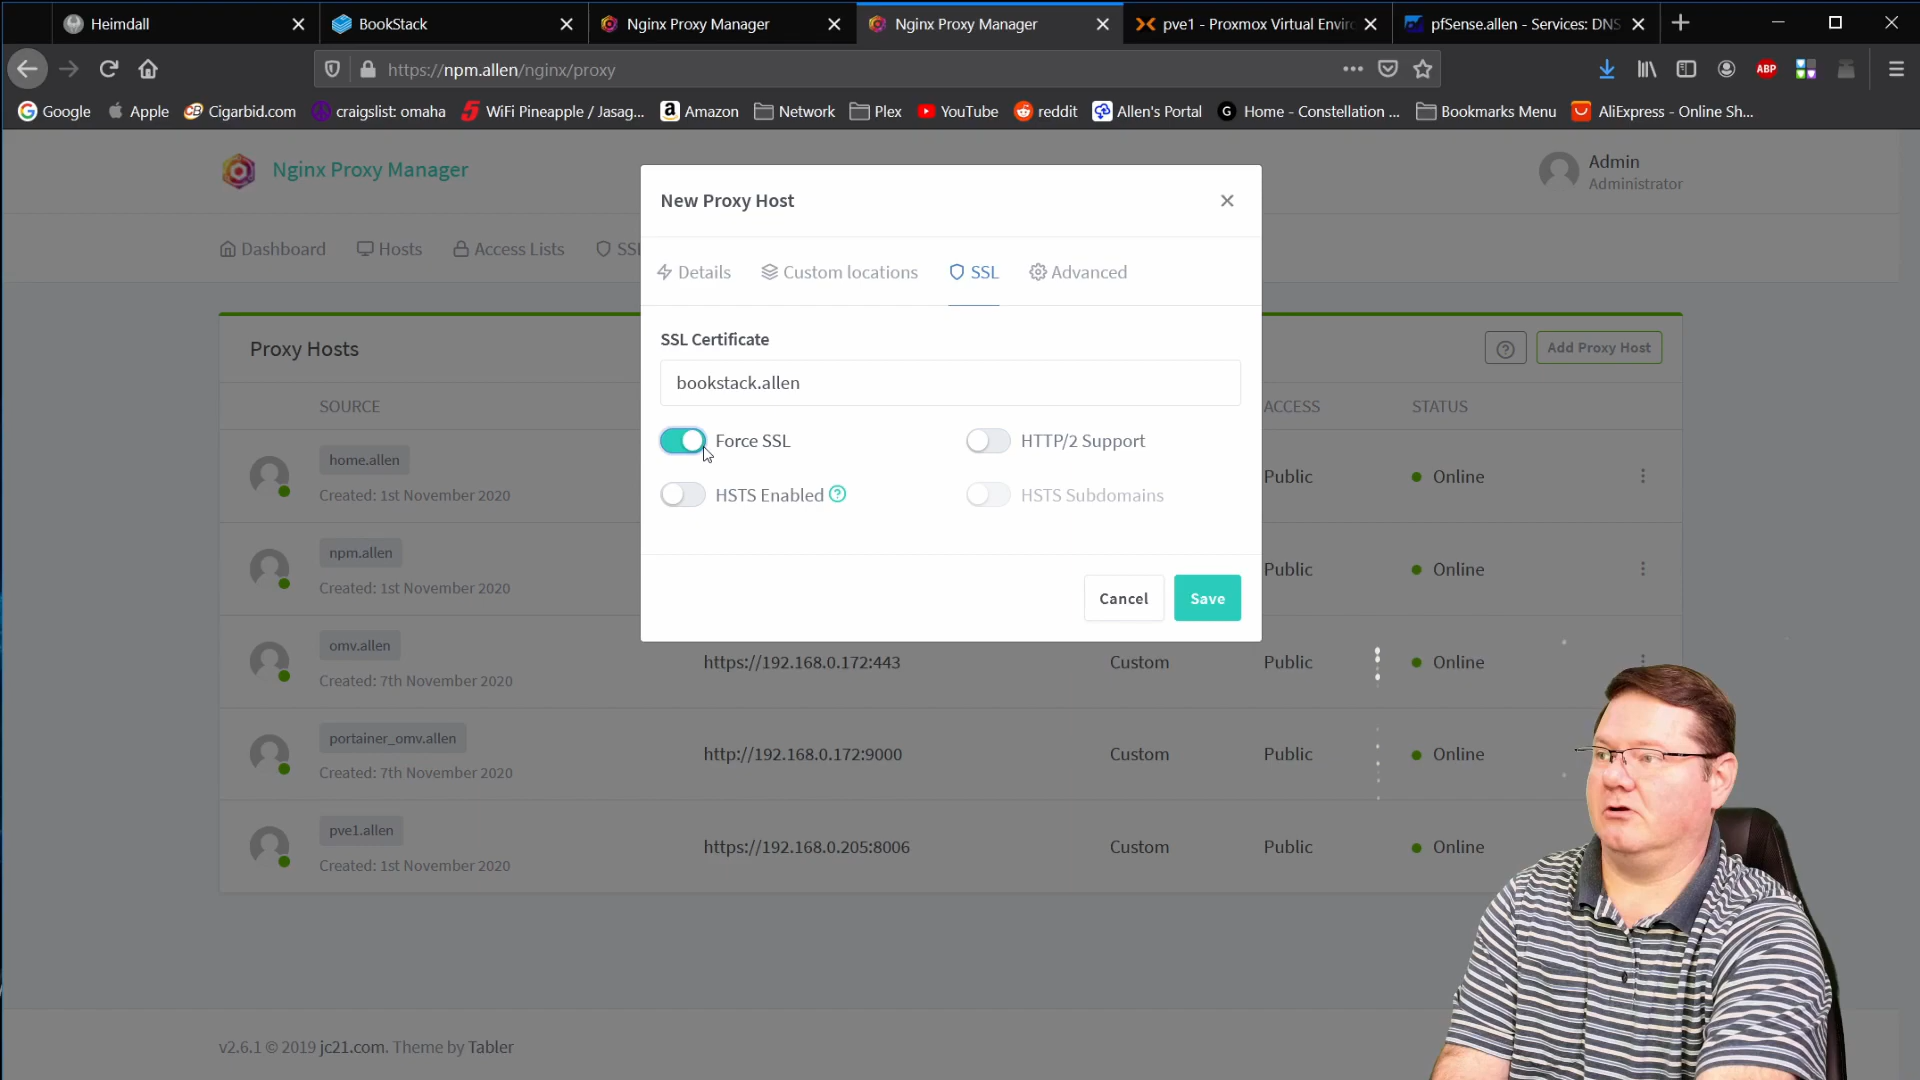 Heimdall
BookStack
Nginx Proxy Manager
Nginx Proxy Manager
pve1 - Proxmox Virtual Enviro
pfSense.allen - Services: DNS
https://npm.allen/nginx/proxy
ABP
Google
Apple
Cigarbid.com
craigslist: omaha
WiFi Pineapple / Jasag...
Amazon
Network
Plex
YouTube
reddit
Allen's Portal
Home - Constellation ...
Bookmarks Menu
AliExpress - Online Sh...
Nginx Proxy Manager
Admin
Administrator
Dashboard
Hosts
Access Lists
New Proxy Host
Details
Custom locations
SSL
Advanced
SSL Certificate
bookstack.allen
Force SSL
HTTP/2 Support
HSTS Enabled
HSTS Subdomains
Cancel
Save
Proxy Hosts
Add Proxy Host
SOURCE
ACCESS
STATUS
home.allen
Created: 1st November 2020
Public
Online
npm.allen
Created: 1st November 2020
Public
Online
omv.allen
Created: 7th November 2020
https://192.168.0.172:443
Custom
Public
Online
portainer_omv.allen
Created: 7th November 2020
http://192.168.0.172:9000
Custom
Public
Online
pve1.allen
Created: 1st November 2020
https://192.168.0.205:8006
Custom
Public
Online
v2.6.1 © 2019 jc21.com. Theme by Tabler